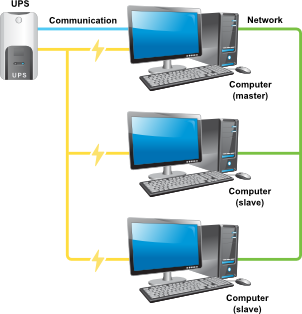 UPS
Communication
Network
UPS
Computer
(master)
Computer
(slave)
Computer
(slave)